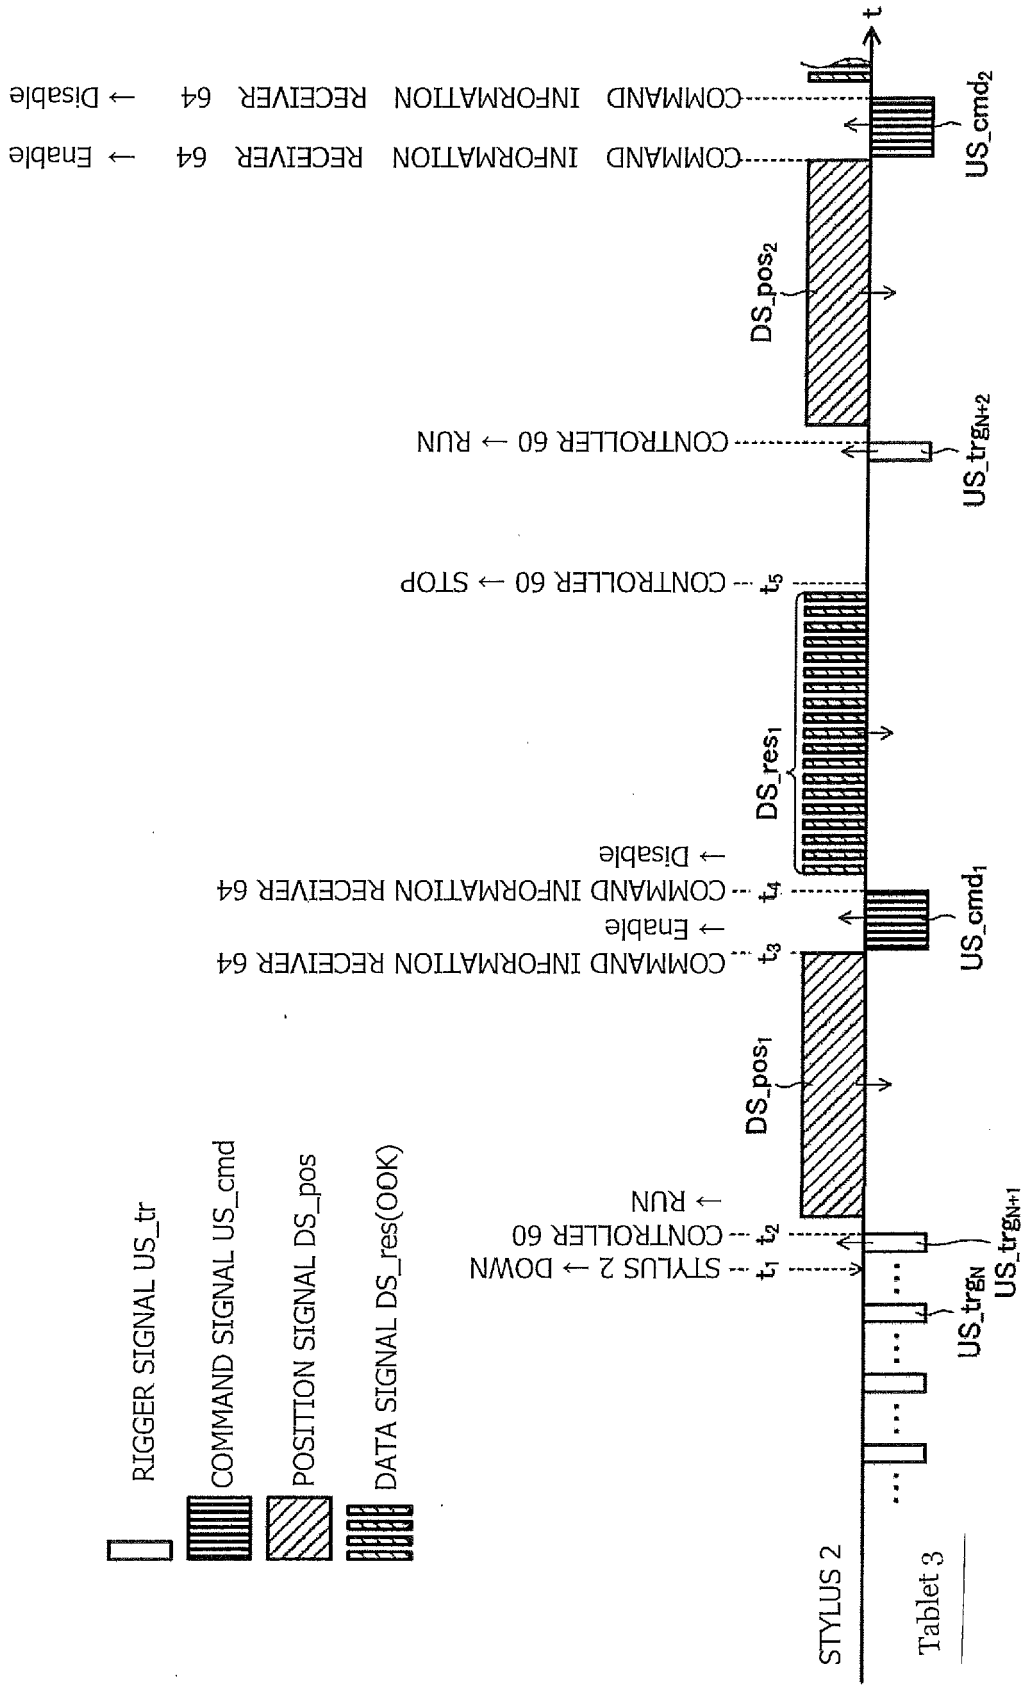 RIGGER SIGNAL US_tr
COMMAND SIGNAL US_cmd
POSITION SIGNAL DS_pos
DATA SIGNAL DS_res(OOK)
STYLUS 2 → DOWN
CONTROLLER 60
→ RUN
COMMAND INFORMATION RECEIVER 64
→ Enable
COMMAND INFORMATION RECEIVER 64
→ Disable
CONTROLLER 60 → STOP
CONTROLLER 60 → RUN
COMMAND INFORMATION RECEIVER 64 → Enable
COMMAND INFORMATION RECEIVER 64 → Disable
t₁
t₂
t₃
t₄
t₅
DS_pos₁
DS_res₁
DS_pos₂
STYLUS 2
t
Tablet 3
US_trgN
US_trgN+1
US_cmd₁
US_trgN+2
US_cmd₂